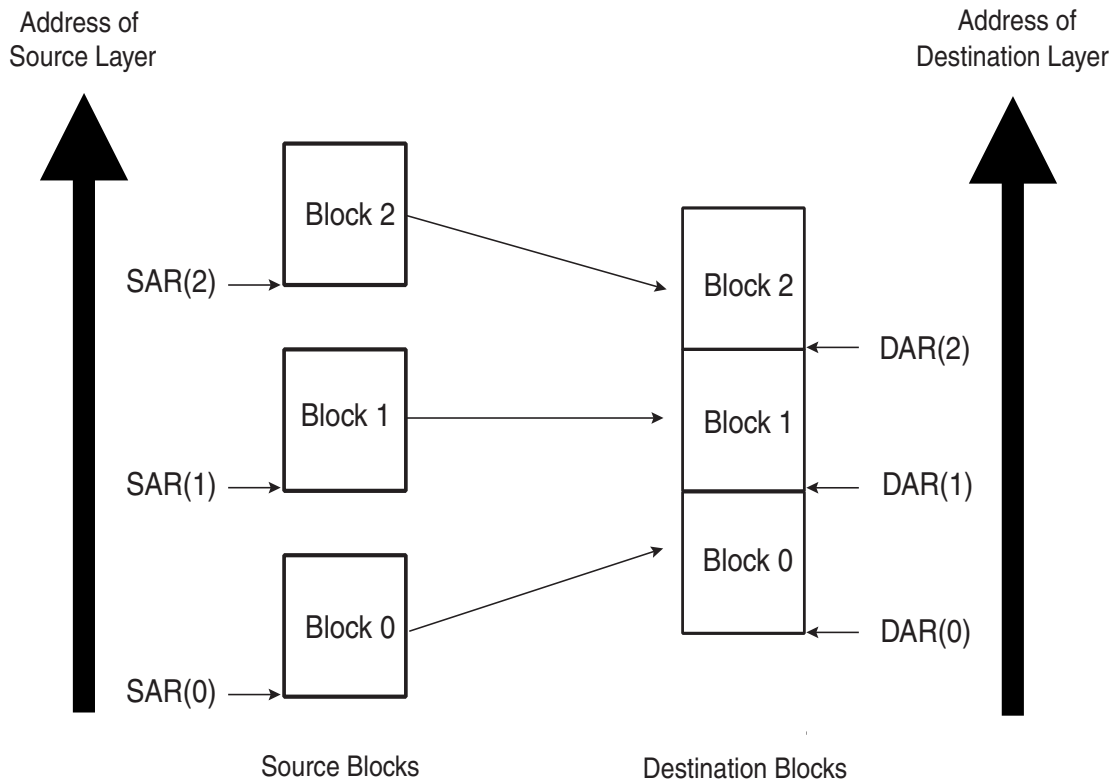 Address of
Source Layer
Address of
Destination Layer
Block 2
SAR(2)
Block 2
DAR(2)
Block 1
Block 1
SAR(1)
DAR(1)
Block 0
Block 0
SAR(0)
DAR(0)
Source Blocks
Destination Blocks